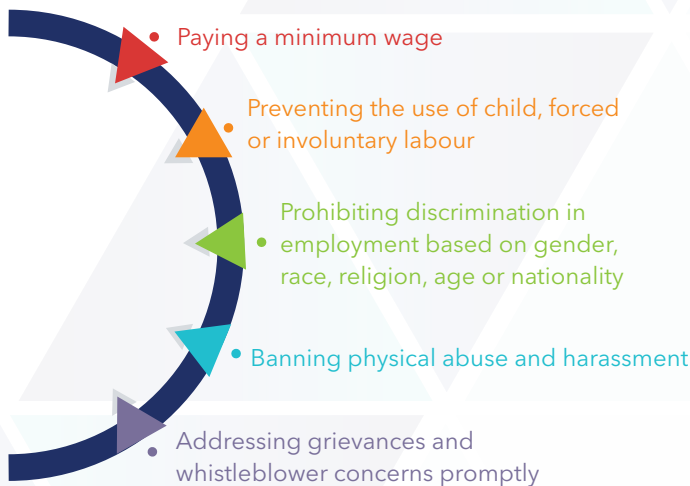 • Paying a minimum wage
• Preventing the use of child, forced
or involuntary labour
• Prohibiting discrimination in
employment based on gender,
race, religion, age or nationality
• Banning physical abuse and harassment
• Addressing grievances and
whistleblower concerns promptly